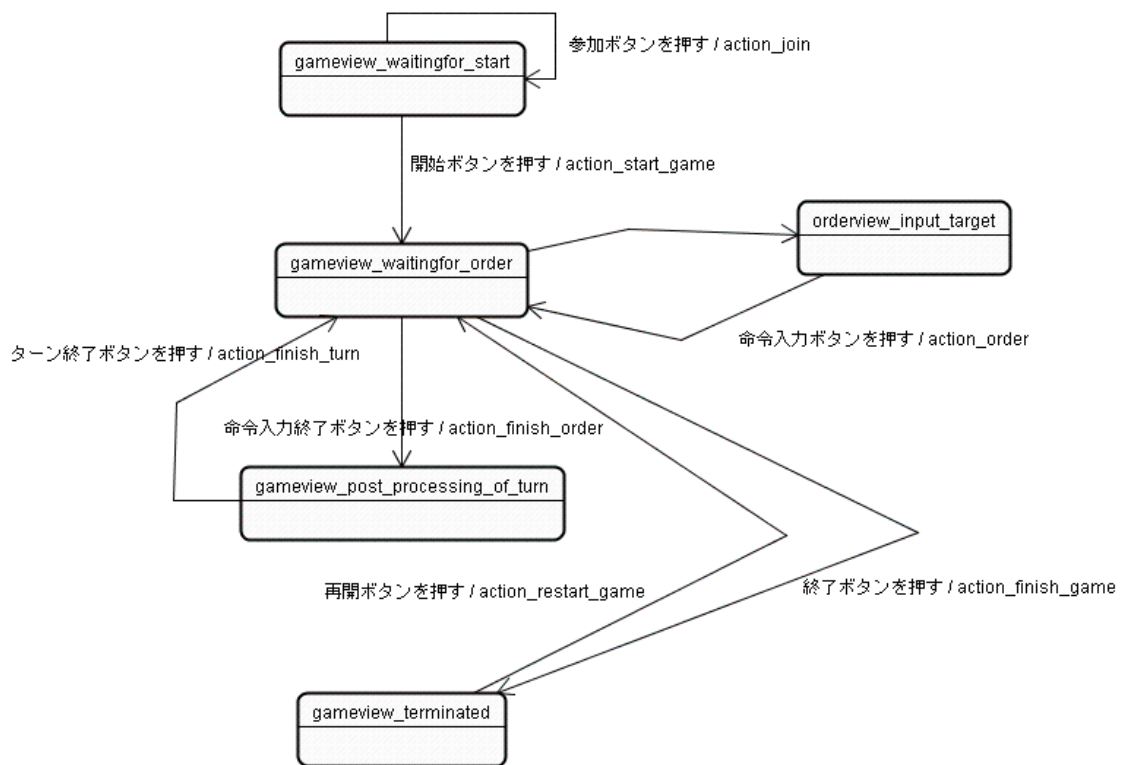 参加ボタンを押す / action_join
gameview_waitingfor_start
開始ボタンを押す / action_start_game
orderview_input_target
gameview_waitingfor_order
命令入力ボタンを押す / action_order
ターン終了ボタンを押す / action_finish_turn
命令入力終了ボタンを押す / action_finish_order
gameview_post_processing_of_turn
再開ボタンを押す / action_restart_game
終了ボタンを押す / action_finish_game
gameview_terminated